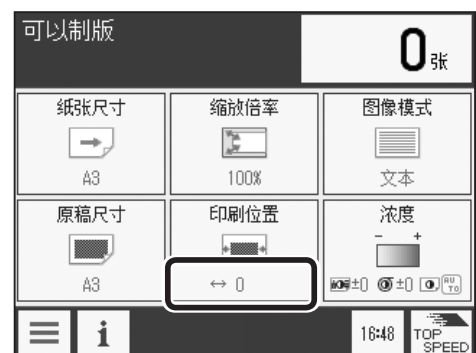 可以制版
0张
纸张尺寸 缩放倍率 图像模式
A3 100% 文本
原稿尺寸 印刷位置 浓度
- +
A3 ↔ 0 ±0 ±0 AUTO
i 16:48 TOP SPEED